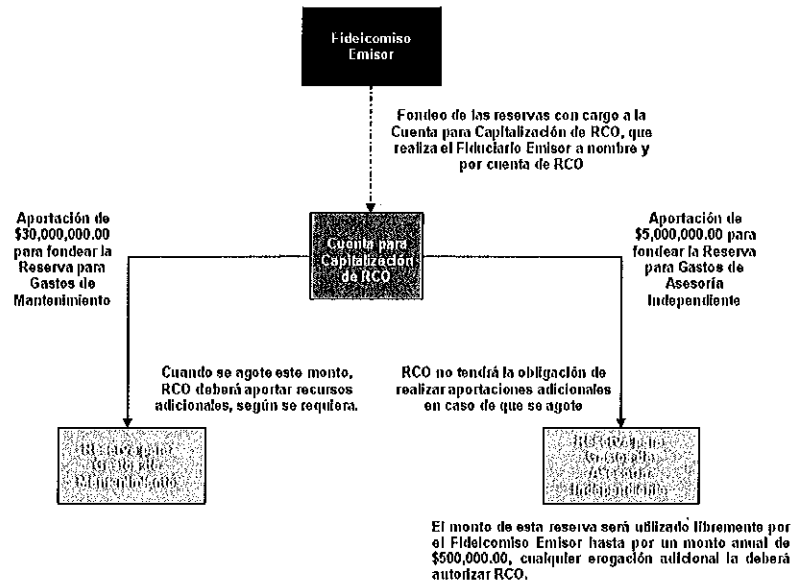 Fideicomiso
Emisor
Fondeo de las reservas con cargo a la
Cuenta para Capitalización de RCO, que
realiza el Fiduciario Emisor a nombre y
por cuenta de RCO
Aportación de
$30,000,000.00
para fondear la
Reserva para
Gastos de
Mantenimiento
Cuenta para
Capitalización
de RCO
Aportación de
$5,000,000.00 para
fondear la Reserva
para Gastos de
Asesoría
Independiente
Cuando se agote este monto,
RCO deberá aportar recursos
adicionales, según se requiera.
RCO no tendrá la obligación de
realizar aportaciones adicionales
en caso de que se agote
Reserva para
Mantenimiento
Reserva para
Independiente
El monto de esta reserva será utilizado libremente por
el Fideicomiso Emisor hasta por un monto anual de
$500,000.00, cualquier erogación adicional la deberá
autorizar RCO.